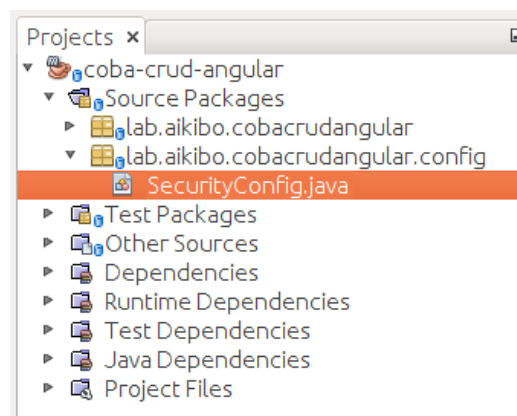 Projects ×
coba-crud-angular
Source Packages
lab.aikibo.cobacrudangular
lab.aikibo.cobacrudangular.config
SecurityConfig.java
Test Packages
Other Sources
Dependencies
Runtime Dependencies
Test Dependencies
Java Dependencies
Project Files